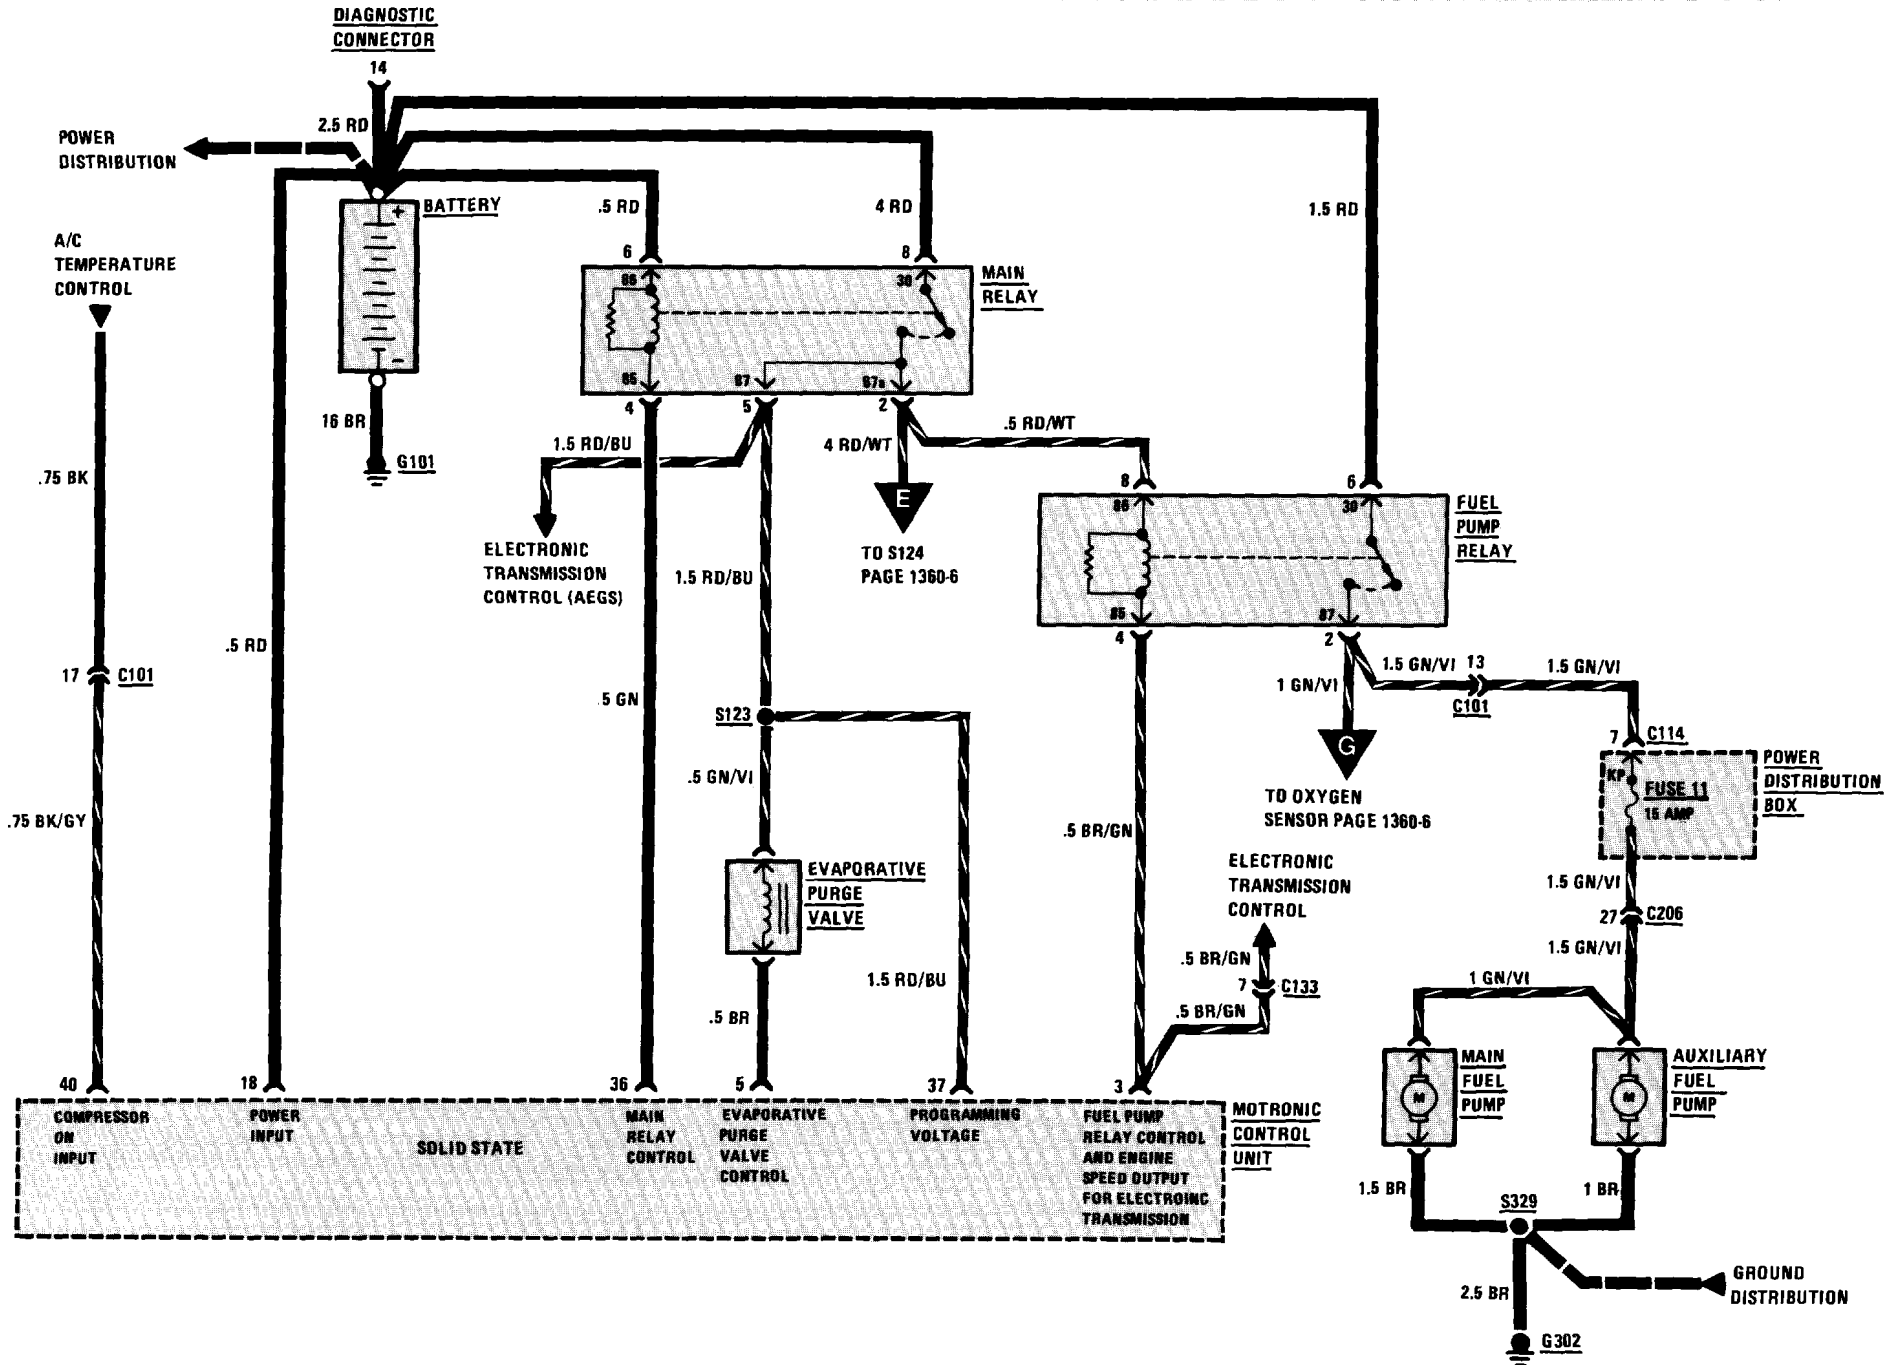 DIAGNOSTIC
CONNECTOR
14
2.5 RD
POWER
DISTRIBUTION
BATTERY
+
−
.5 RD
4 RD
1.5 RD
A/C
TEMPERATURE
CONTROL
6
8
86
30
MAIN
RELAY
85
87
87a
4
5
2
16 BR
G101
1.5 RD/BU
4 RD/WT
.5 RD/WT
.75 BK
E
8
6
86
30
FUEL
PUMP
RELAY
ELECTRONIC
TRANSMISSION
CONTROL (AEGS)
1.5 RD/BU
TO S124
PAGE 1360-6
85
87
4
2
.5 RD
17
C101
5 GN
S123
1 GN/VI
1.5 GN/VI
13
1.5 GN/VI
C101
G
7
C114
POWER
DISTRIBUTION
BOX
KP
FUSE 11
15 AMP
.5 GN/VI
TO OXYGEN
SENSOR PAGE 1360-6
.75 BK/GY
.5 BR/GN
EVAPORATIVE
PURGE
VALVE
ELECTRONIC
TRANSMISSION
CONTROL
1.5 GN/VI
27
C206
1.5 GN/VI
.5 BR/GN
7
C133
.5 BR/GN
1.5 RD/BU
.5 BR
1 GN/VI
MAIN
FUEL
PUMP
M
AUXILIARY
FUEL
PUMP
M
40
18
36
5
37
3
COMPRESSOR
ON
INPUT
POWER
INPUT
SOLID STATE
MAIN
RELAY
CONTROL
EVAPORATIVE
PURGE
VALVE
CONTROL
PROGRAMMING
VOLTAGE
FUEL PUMP
RELAY CONTROL
AND ENGINE
SPEED OUTPUT
FOR ELECTROINC
TRANSMISSION
MOTRONIC
CONTROL
UNIT
1.5 BR
1 BR
S329
2.5 BR
GROUND
DISTRIBUTION
G302